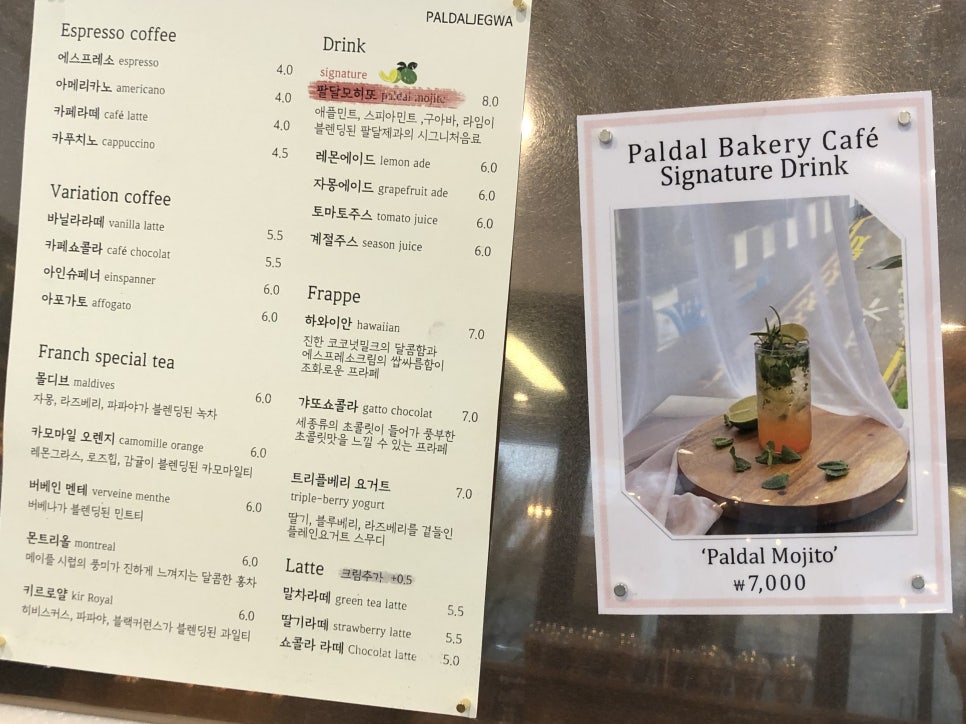 PALDALJEGWA
Espresso coffee
에스프레소 espresso 4.0
아메리카노 americano 4.0
카페라떼 café latte 4.0
카푸치노 cappuccino 4.5
Variation coffee
바닐라라떼 vanilla latte 5.5
카페쇼콜라 café chocolat 5.5
아인슈페너 einspanner 6.0
아포가토 affogato 6.0
Franch special tea
몰디브 maldives 6.0
자몽, 라즈베리, 파파야가 블렌딩된 녹차
카모마일 오렌지 camomille orange 6.0
레몬그라스, 로즈힙, 감귤이 블렌딩된 카모마일티
버베인 멘테 verveine menthe 6.0
버베나가 블렌딩된 민트티
몬트리올 montreal 6.0
메이플 시럽의 풍미가 진하게 느껴지는 달콤한 홍차
키르로얄 kir Royal 6.0
히비스커스, 파파야, 블랙커런스가 블렌딩된 과일티
Drink
signature
팔달모히또 paldal mojito 8.0
애플민트, 스피아민트 ,구아바, 라임이
블렌딩된 팔달제과의 시그니처음료
레몬에이드 lemon ade 6.0
자몽에이드 grapefruit ade 6.0
토마토주스 tomato juice 6.0
계절주스 season juice 6.0
Frappe
하와이안 hawaiian 7.0
진한 코코넛밀크의 달콤함과
에스프레소크림의 쌉싸름함이
조화로운 프라페
갸또쇼콜라 gatto chocolat 7.0
세종류의 초콜릿이 들어가 풍부한
초콜릿맛을 느낄 수 있는 프라페
트리플베리 요거트 7.0
triple-berry yogurt
딸기, 블루베리, 라즈베리를 곁들인
플레인요거트 스무디
Latte 크림추가 +0.5
말차라떼 green tea latte 5.5
딸기라떼 strawberry latte 5.5
쇼콜라 라떼 Chocolat latte 5.0
Paldal Bakery Café
Signature Drink
‘Paldal Mojito’
₩7,000